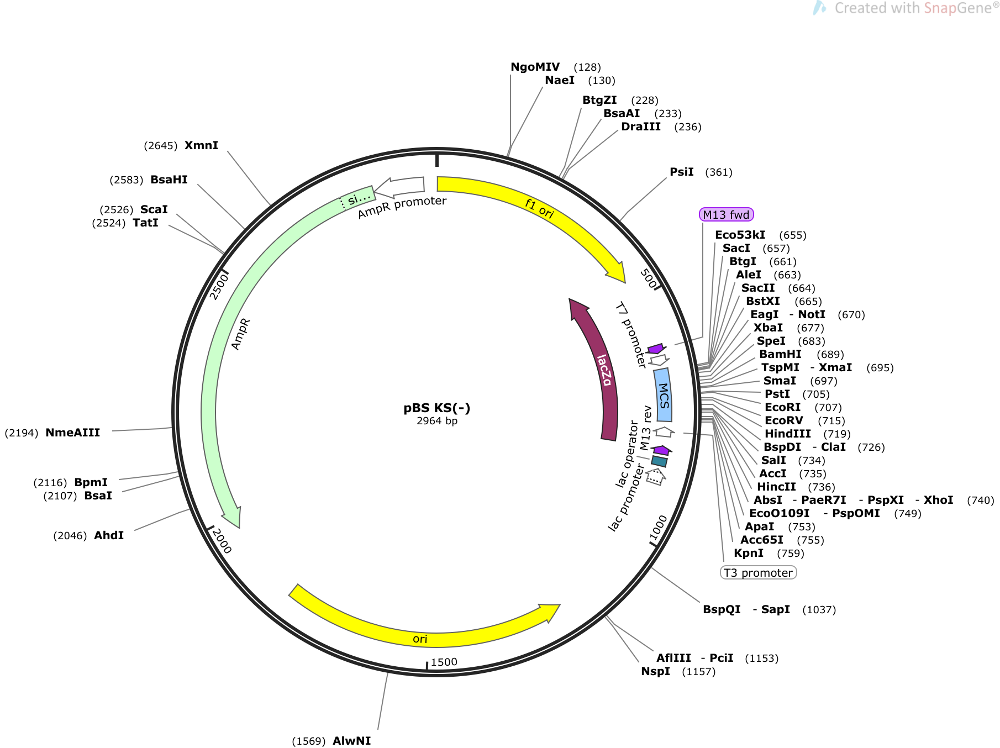 Created with SnapGene®
NgoMIV (128)
NaeI (130)
BtgZI (228)
BsaAI (233)
DraIII (236)
PsiI (361)
M13 fwd
Eco53kI (655)
SacI (657)
BtgI (661)
AleI (663)
SacII (664)
BstXI (665)
EagI - NotI (670)
XbaI (677)
SpeI (683)
BamHI (689)
TspMI - XmaI (695)
SmaI (697)
PstI (705)
EcoRI (707)
EcoRV (715)
HindIII (719)
BspDI - ClaI (726)
SalI (734)
AccI (735)
HincII (736)
AbsI - PaeR7I - PspXI - XhoI (740)
EcoO109I - PspOMI (749)
ApaI (753)
Acc65I (755)
KpnI (759)
T3 promoter
BspQI - SapI (1037)
AflIII - PciI (1153)
NspI (1157)
(1569) AlwNI
(2046) AhdI
(2107) BsaI
(2116) BpmI
(2194) NmeAIII
(2524) TatI
(2526) ScaI
(2583) BsaHI
(2645) XmnI
500
1000
1500
2000
2500
f1 ori
T7 promoter
lacZα
MCS
M13 rev
lac operator
lac promoter
ori
AmpR
si...
AmpR promoter
pBS KS(-)
2964 bp